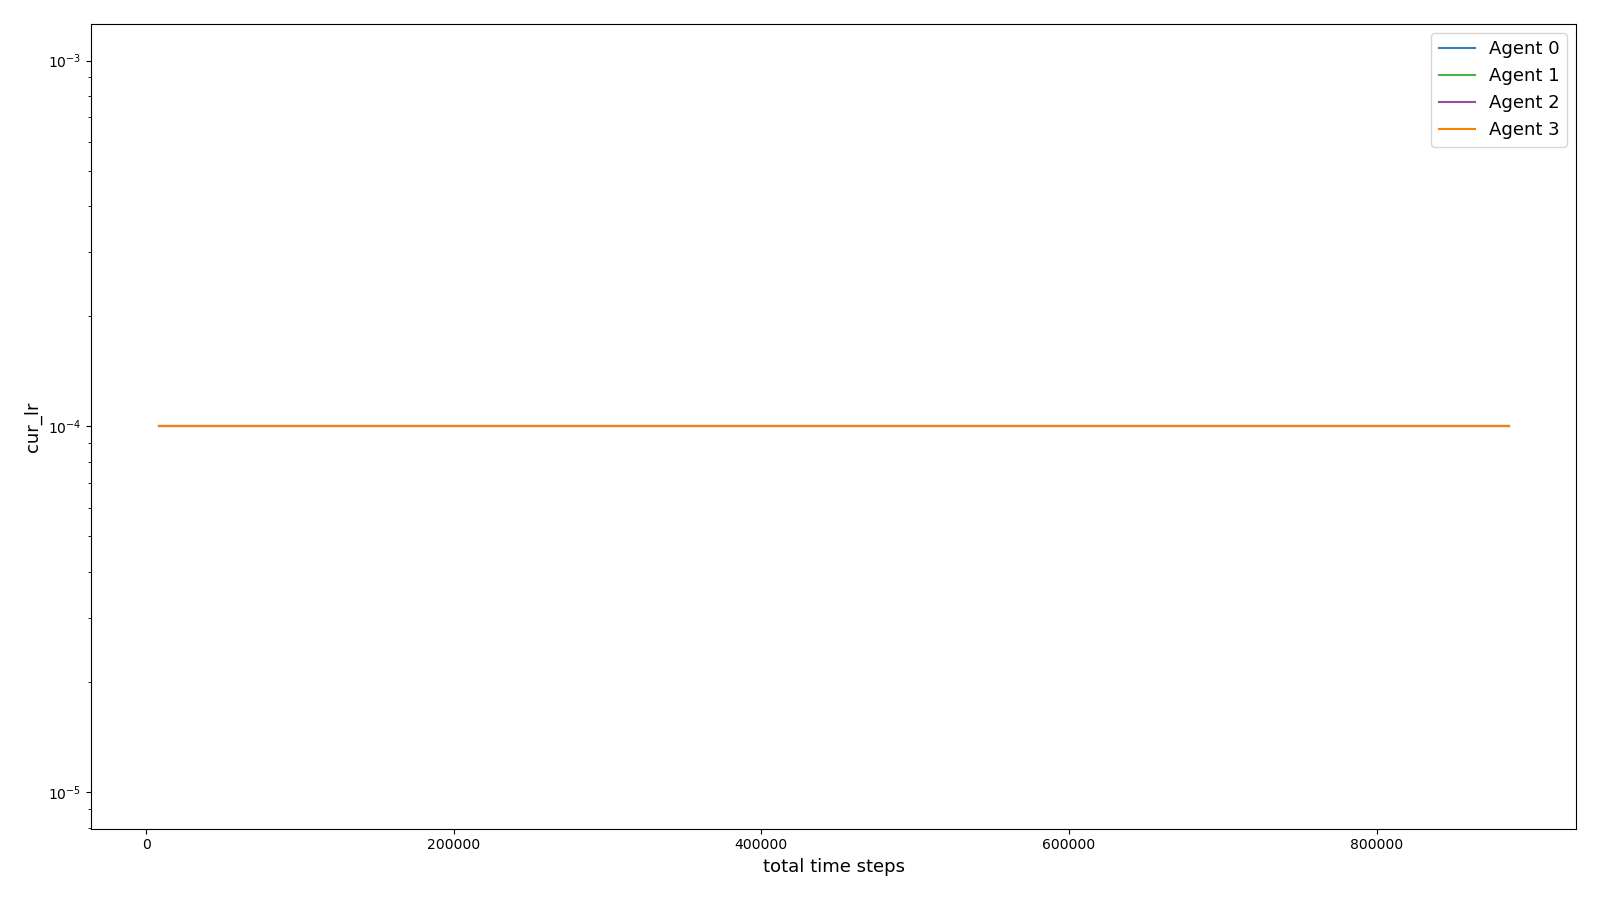 10⁻³
10⁻⁴
10⁻⁵
cur_lr
0 200000 400000 600000 800000
total time steps
Agent 0
Agent 1
Agent 2
Agent 3